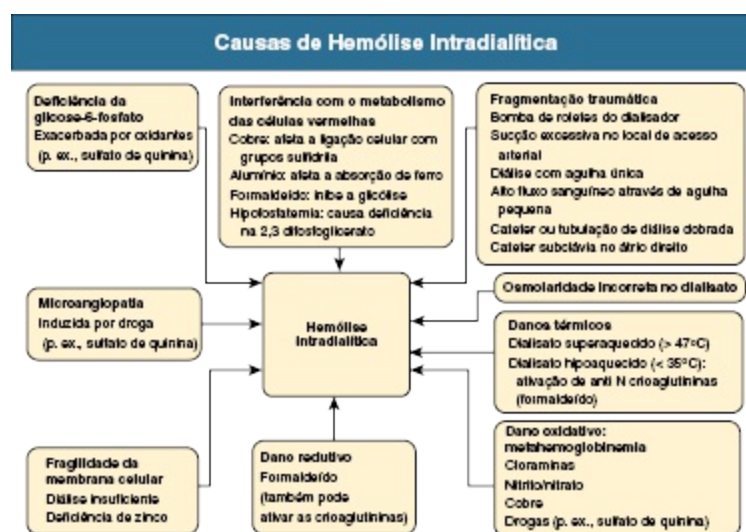 Causas de Hemólise Intradialítica
Deficiência da
glicose-6-fosfato
Exacerbada por oxidantes
(p. ex., sulfato de quinina)
Interferência com o metabolismo
das células vermelhas
Cobre: afeta a ligação celular com
grupos sulfidrila
Alumínio: afeta a absorção de ferro
Formaldeído: inibe a glicólise
Hipofosfatemia: causa deficiência
na 2,3 difosfoglicerato
Fragmentação traumática
Bomba de roletes do dialisador
Sucção excessiva no local de acesso
arterial
Diálise com agulha única
Alto fluxo sanguíneo através de agulha
pequena
Cateter ou tubulação de diálise dobrada
Cateter subclávia no átrio direito
Microangiopatia
Induzida por droga
(p. ex., sulfato de quinina)
Hemólise
Intradialítica
Osmolaridade incorreta no dialisato
Danos térmicos
Dialisato superaquecido (> 47°C)
Dialisato hipoaquecido (< 35°C):
ativação de anti N crioaglutininas
(formaldeído)
Fragilidade da
membrana celular
Diálise insuficiente
Deficiência de zinco
Dano redutivo
Formaldeído
(também pode
ativar as crioaglutininas)
Dano oxidativo:
metahemoglobinemia
Cloraminas
Nitrito/nitrato
Cobre
Drogas (p. ex., sulfato de quinina)